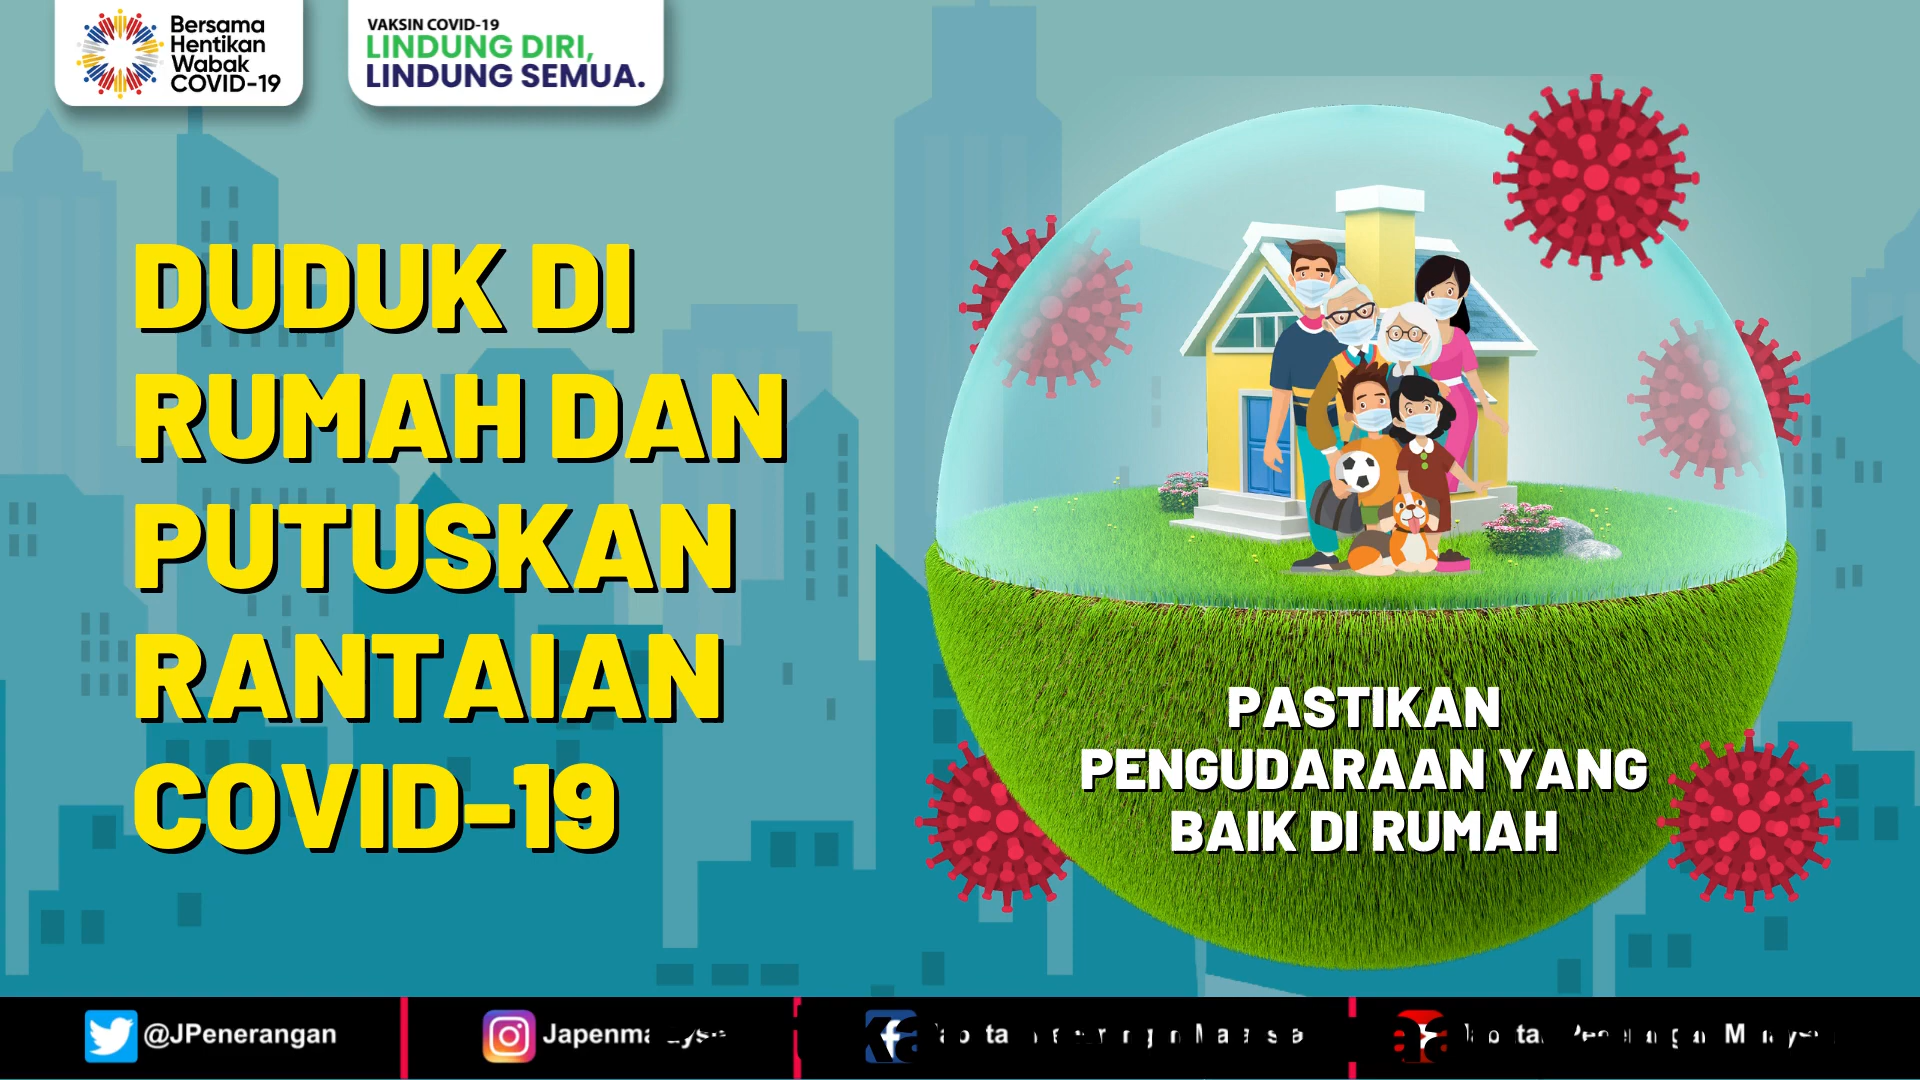 Bersama
Hentikan
Wabak
COVID-19
VAKSIN COVID-19
LINDUNG DIRI,
LINDUNG SEMUA.
DUDUK DI
RUMAH DAN
PUTUSKAN
RANTAIAN
COVID-19
PASTIKAN
PENGUDARAAN YANG
BAIK DI RUMAH
@JPenerangan